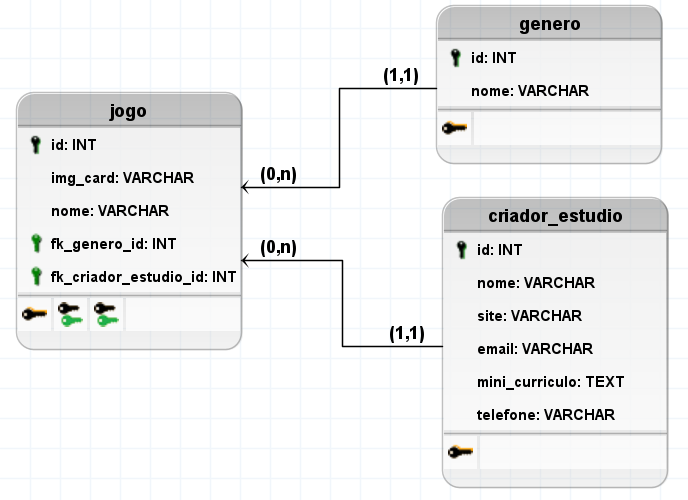 genero
id: INT
nome: VARCHAR
(1,1)
jogo
id: INT
img_card: VARCHAR
nome: VARCHAR
fk_genero_id: INT
fk_criador_estudio_id: INT
(0,n)
(0,n)
(1,1)
criador_estudio
id: INT
nome: VARCHAR
site: VARCHAR
email: VARCHAR
mini_curriculo: TEXT
telefone: VARCHAR